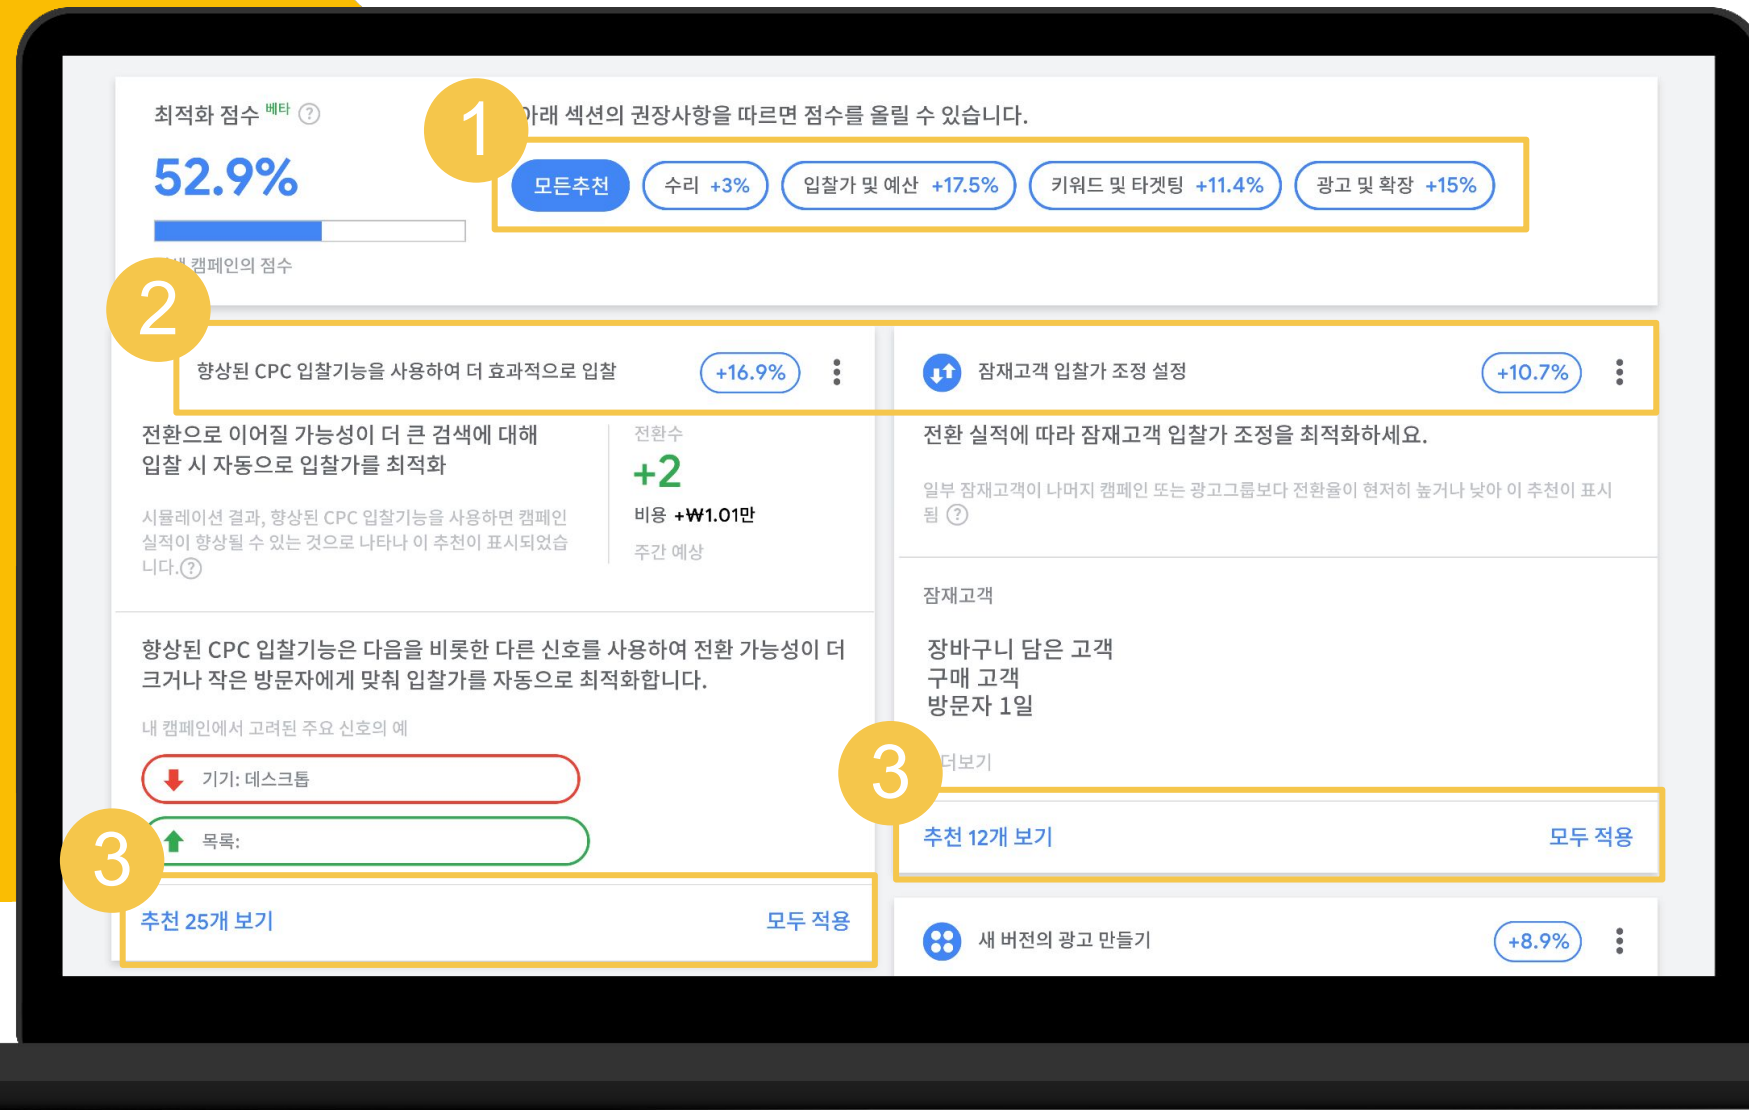 최적화 점수 베타 ?
52.9%
캠페인의 점수
1
아래 섹션의 권장사항을 따르면 점수를 올릴 수 있습니다.
모든추천
수리 +3%
입찰가 및 예산 +17.5%
키워드 및 타겟팅 +11.4%
광고 및 확장 +15%
2
향상된 CPC 입찰기능을 사용하여 더 효과적으로 입찰
+16.9%
전환으로 이어질 가능성이 더 큰 검색에 대해
입찰 시 자동으로 입찰가를 최적화
시뮬레이션 결과, 향상된 CPC 입찰기능을 사용하면 캠페인
실적이 향상될 수 있는 것으로 나타나 이 추천이 표시되었습
니다.?
전환수
+2
비용 +₩1.01만
주간 예상
향상된 CPC 입찰기능은 다음을 비롯한 다른 신호를 사용하여 전환 가능성이 더
크거나 작은 방문자에게 맞춰 입찰가를 자동으로 최적화합니다.
내 캠페인에서 고려된 주요 신호의 예
기기: 데스크톱
목록:
3
추천 25개 보기
모두 적용
잠재고객 입찰가 조정 설정
+10.7%
전환 실적에 따라 잠재고객 입찰가 조정을 최적화하세요.
일부 잠재고객이 나머지 캠페인 또는 광고그룹보다 전환율이 현저히 높거나 낮아 이 추천이 표시
됨 ?
잠재고객
장바구니 담은 고객
구매 고객
방문자 1일
더보기
3
추천 12개 보기
모두 적용
새 버전의 광고 만들기
+8.9%